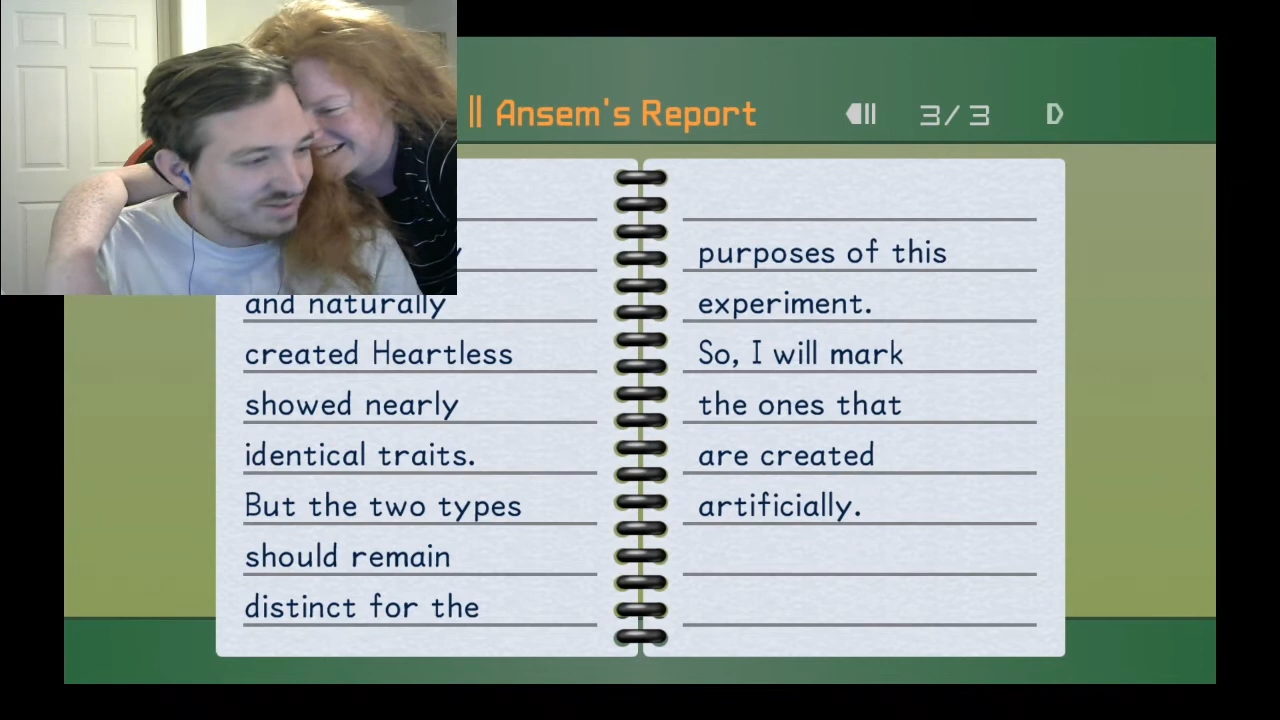 Ansem's Report
3/3
D
and naturally
created Heartless
showed nearly
identical traits.
But the two types
should remain
distinct for the
purposes of this
experiment.
So, I will mark
the ones that
are created
artificially.